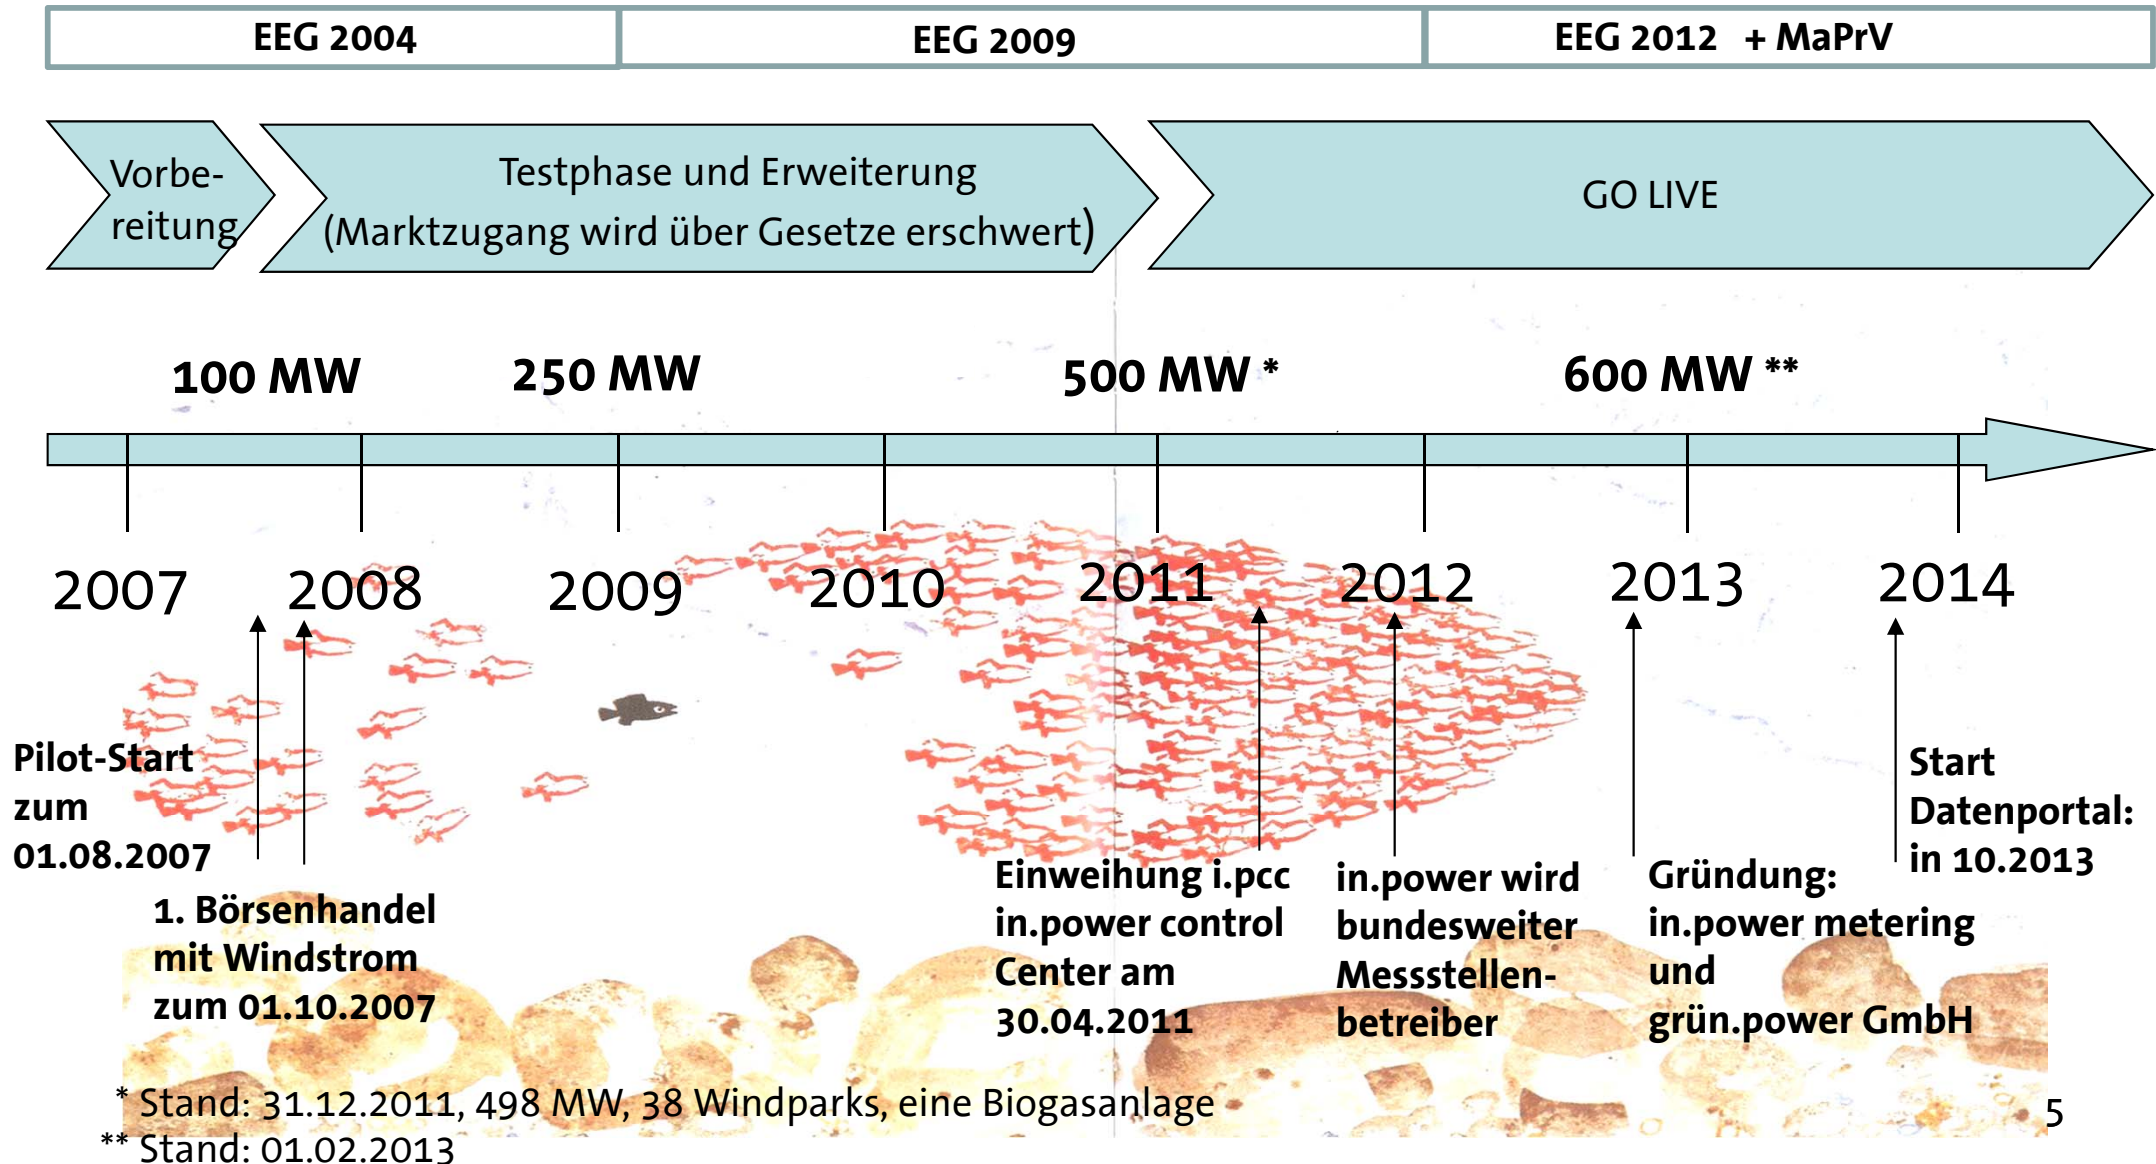 EEG 2004
EEG 2009
EEG 2012 + MaPrV
Vorbe-
reitung
Testphase und Erweiterung
(Marktzugang wird über Gesetze erschwert)
GO LIVE
100 MW
250 MW
500 MW *
600 MW **
2007
2008
2009
2010
2011
2012
2013
2014
Pilot-Start
zum
01.08.2007
1. Börsenhandel
mit Windstrom
zum 01.10.2007
Einweihung i.pcc
in.power control
Center am
30.04.2011
in.power wird
bundesweiter
Messstellen-
betreiber
Gründung:
in.power metering
und
grün.power GmbH
Start
Datenportal:
in 10.2013
* Stand: 31.12.2011, 498 MW, 38 Windparks, eine Biogasanlage
** Stand: 01.02.2013
5